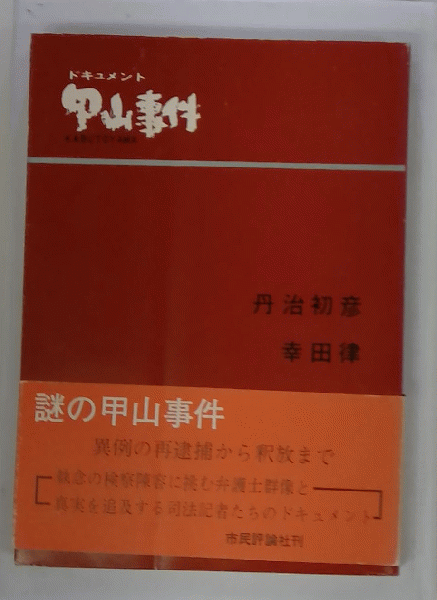 ドキュメント
甲山事件
丹治初彦
幸田律
謎の甲山事件
異例の再逮捕から釈放まで
執念の検察陣容に挑む弁護士群像と
真実を追及する司法記者たちのドキュメント
市民評論社刊